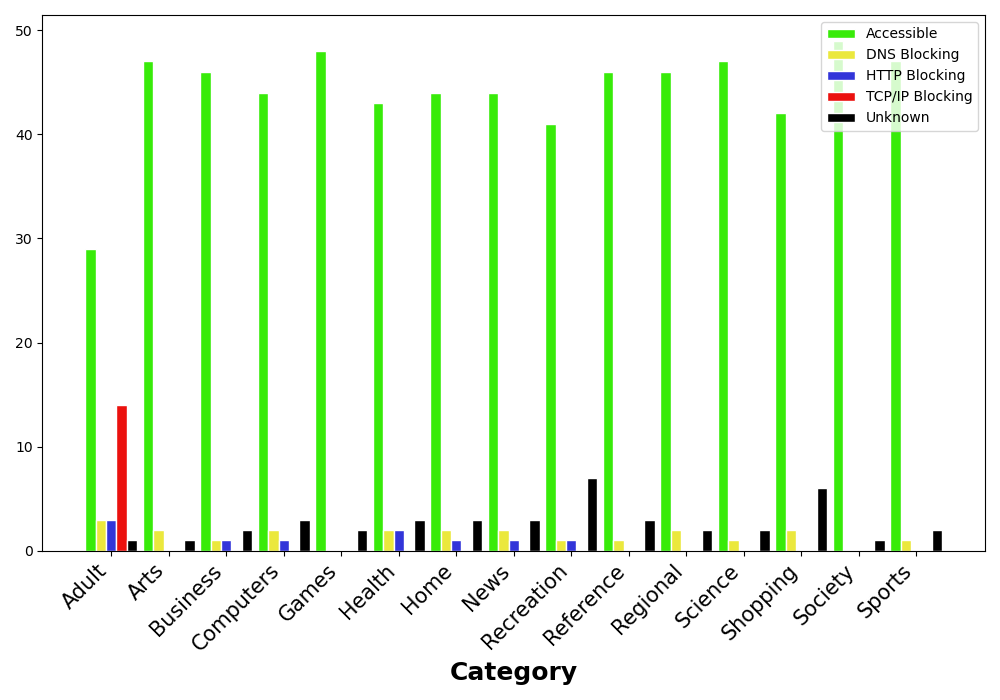 50
40
30
20
10
0
Accessible
DNS Blocking
HTTP Blocking
TCP/IP Blocking
Unknown
Adult
Arts
Business
Computers
Games
Health
Home
News
Recreation
Reference
Regional
Science
Shopping
Society
Sports
Category